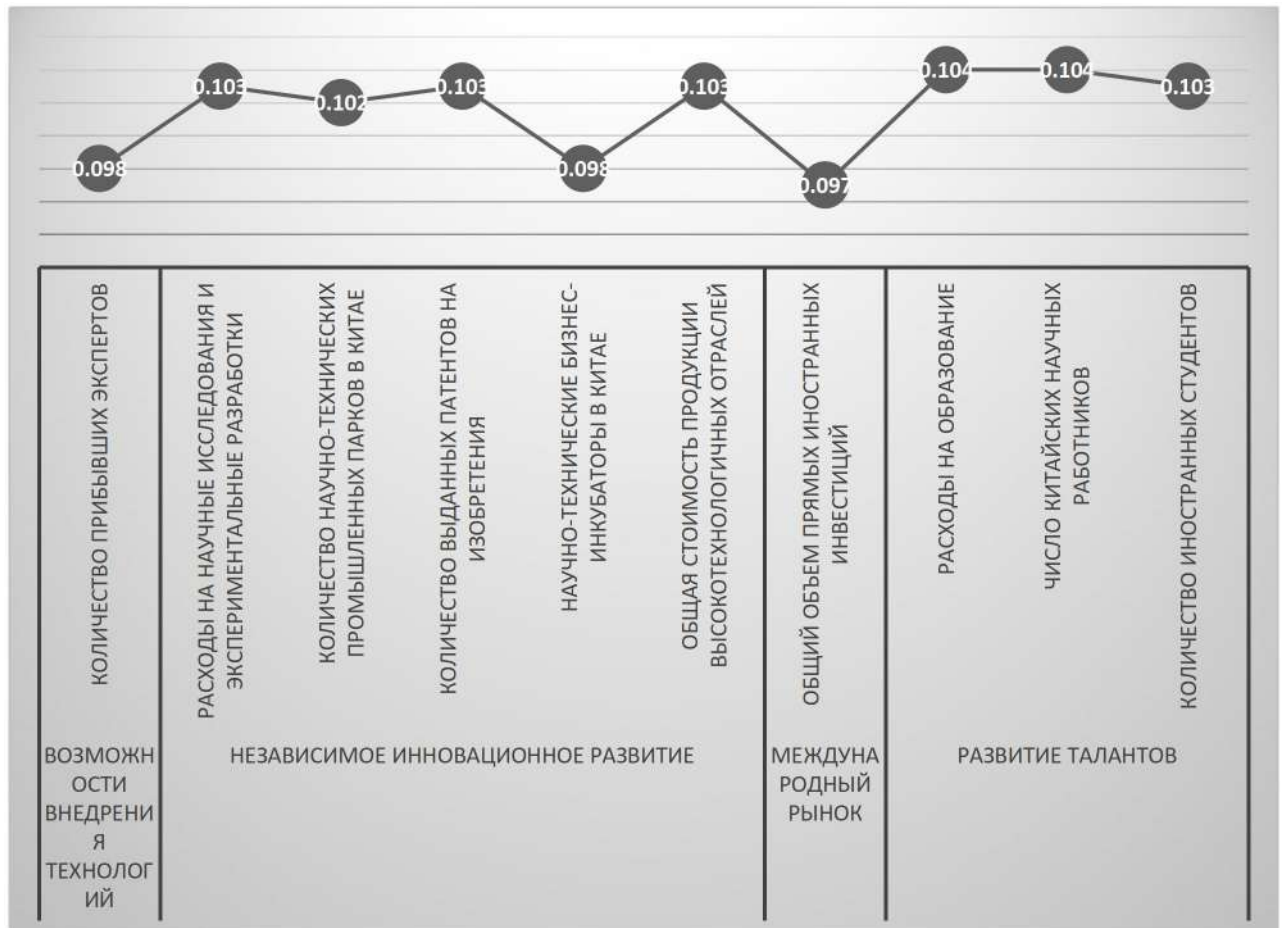 0.098
0.103
0.102
0.103
0.098
0.103
0.097
0.104
0.104
0.103
КОЛИЧЕСТВО ПРИБЫВШИХ ЭКСПЕРТОВ
РАСХОДЫ НА НАУЧНЫЕ ИССЛЕДОВАНИЯ И
ЭКСПЕРИМЕНТАЛЬНЫЕ РАЗРАБОТКИ
КОЛИЧЕСТВО НАУЧНО-ТЕХНИЧЕСКИХ
ПРОМЫШЛЕННЫХ ПАРКОВ В КИТАЕ
КОЛИЧЕСТВО ВЫДАННЫХ ПАТЕНТОВ НА
ИЗОБРЕТЕНИЯ
НАУЧНО-ТЕХНИЧЕСКИЕ БИЗНЕС-
ИНКУБАТОРЫ В КИТАЕ
ОБЩАЯ СТОИМОСТЬ ПРОДУКЦИИ
ВЫСОКОТЕХНОЛОГИЧНЫХ ОТРАСЛЕЙ
ОБЩИЙ ОБЪЕМ ПРЯМЫХ ИНОСТРАННЫХ
ИНВЕСТИЦИЙ
РАСХОДЫ НА ОБРАЗОВАНИЕ
ЧИСЛО КИТАЙСКИХ НАУЧНЫХ
РАБОТНИКОВ
КОЛИЧЕСТВО ИНОСТРАННЫХ СТУДЕНТОВ
ВОЗМОЖН
ОСТИ
ВНЕДРЕНИ
Я
ТЕХНОЛОГ
ИЙ
НЕЗАВИСИМОЕ ИННОВАЦИОННОЕ РАЗВИТИЕ
МЕЖДУНА
РОДНЫЙ
РЫНОК
РАЗВИТИЕ ТАЛАНТОВ